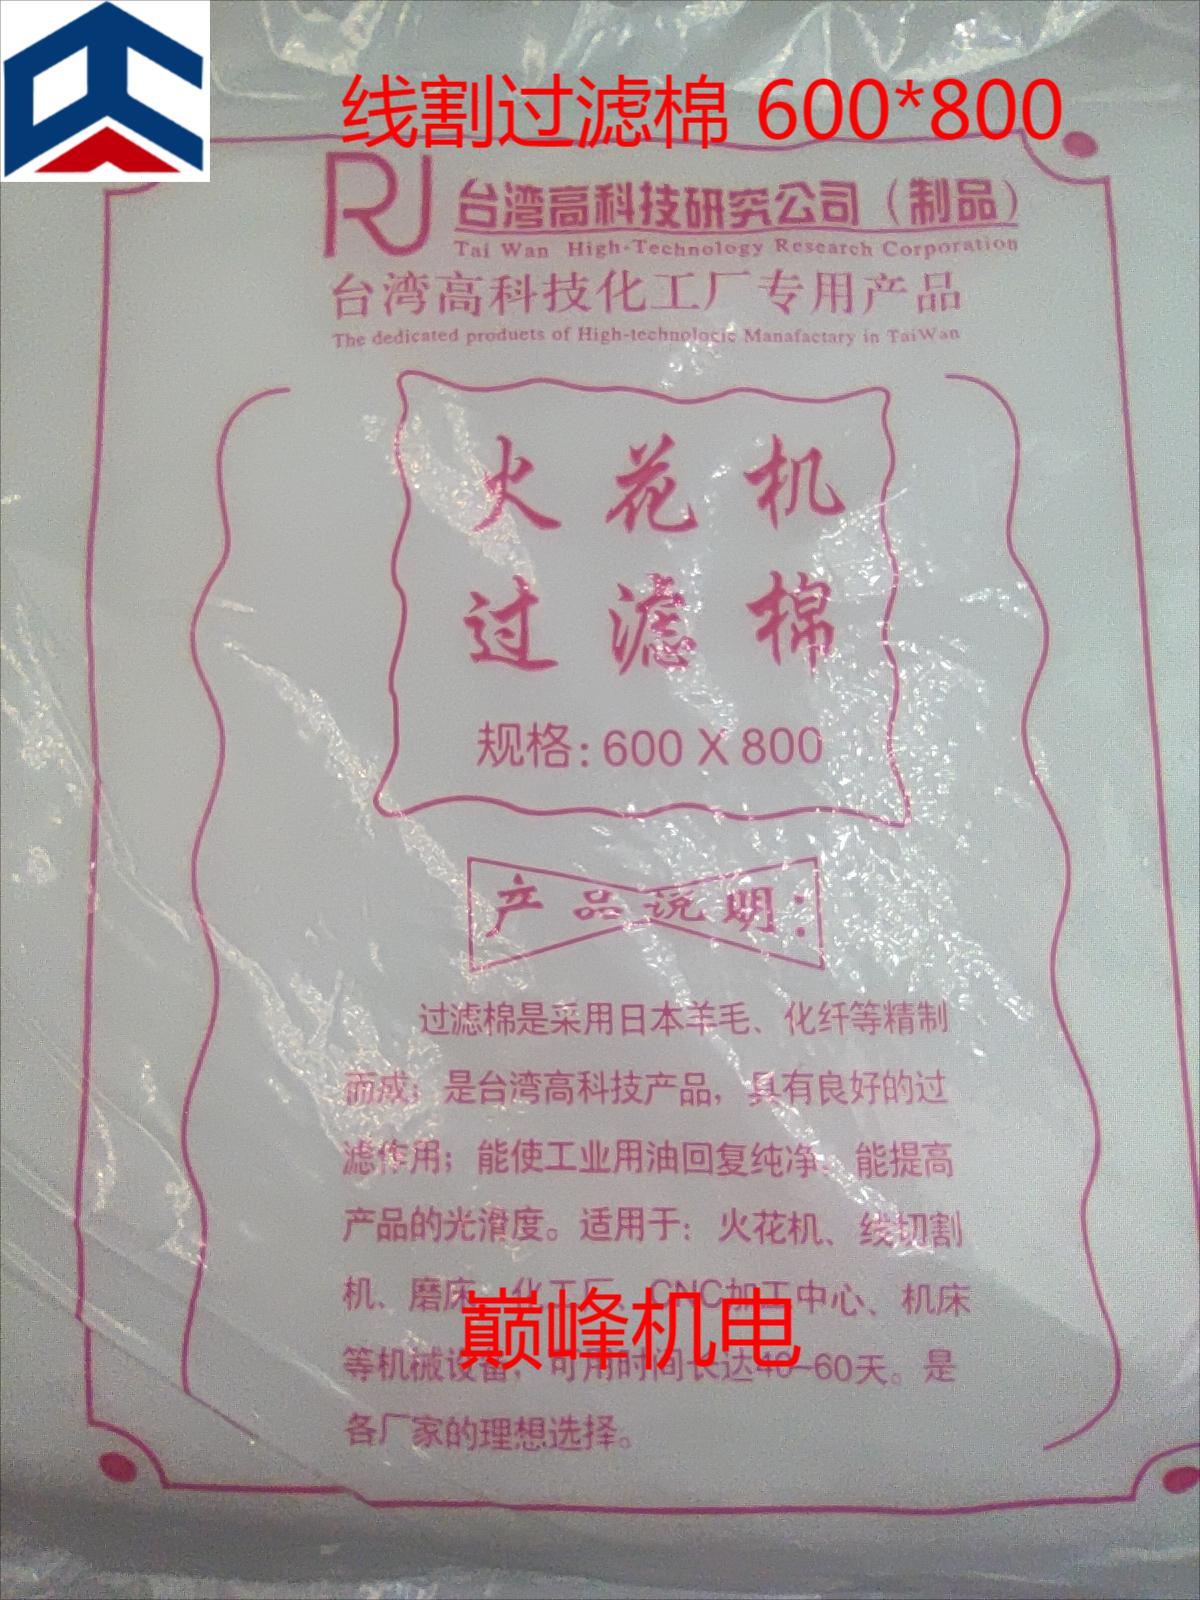 线割过滤棉 600*800
RJ 台湾高科技研究公司（制品）
Tai Wan High-Technology Research Corporation
台湾高科技化工厂专用产品
The dedicated products of High-technologic Manafactary in TaiWan
火花机
过滤棉
规格：600 X 800
产品说明：
过滤棉是采用日本羊毛、化纤等精制
而成；是台湾高科技产品，具有良好的过
滤作用；能使工业用油回复纯净。能提高
产品的光滑度。适用于：火花机、线切割
机、磨床、化工厂、CNC加工中心、机床
巅峰机电
等机械设备，可用时间长达40–60天。是
各厂家的理想选择。